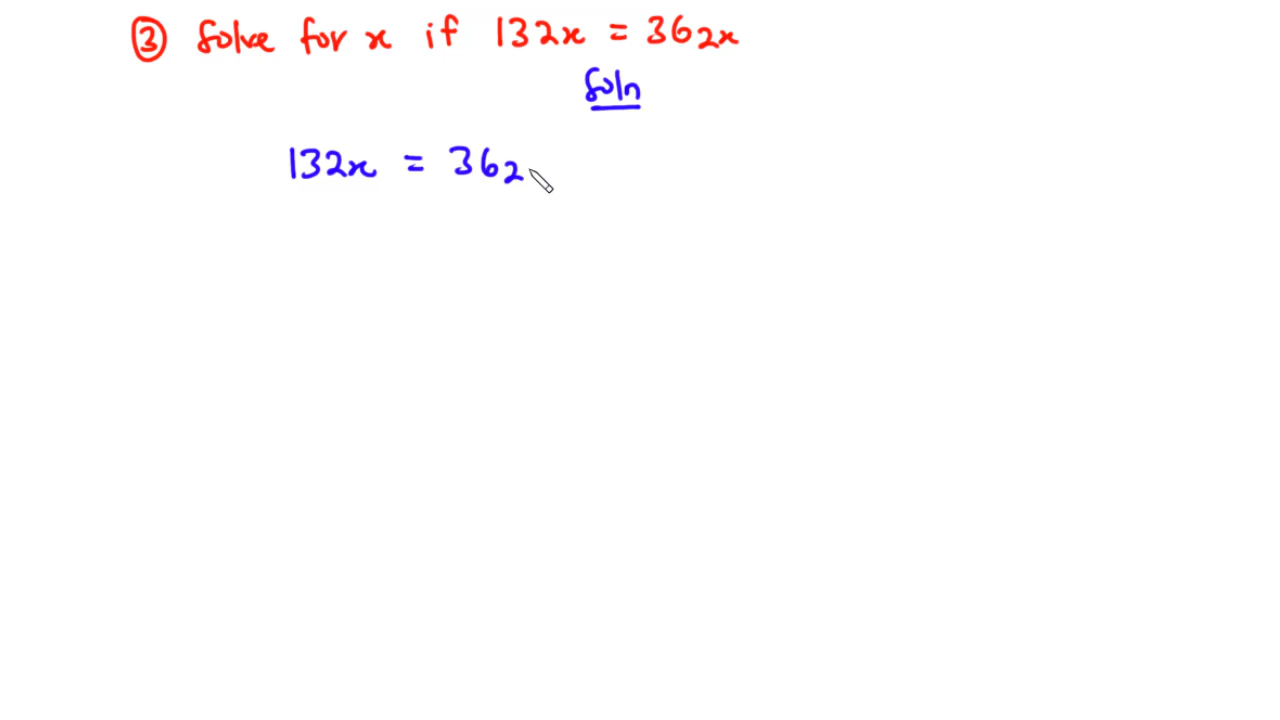 ③ Solve for x if 132x = 36₂ₓ
Soln
132x = 36₂